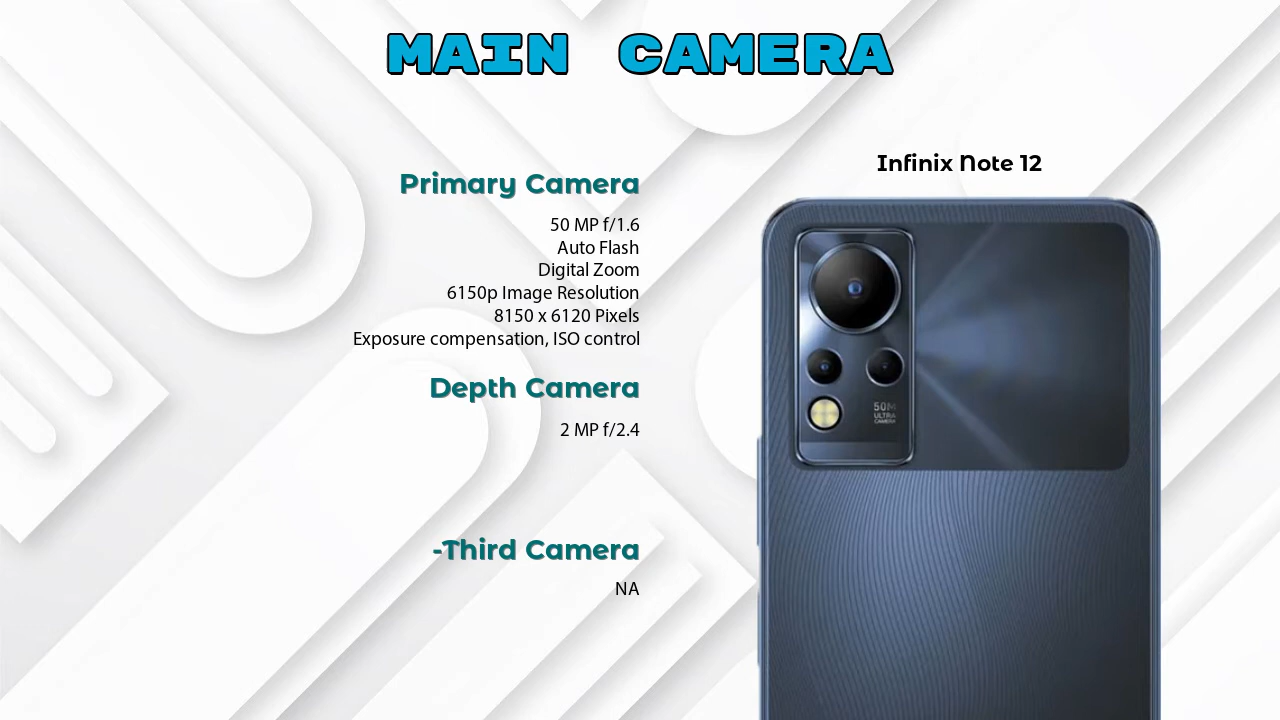 MAIN CAMERA
Infinix Note 12
Primary Camera
50 MP f/1.6
Auto Flash
Digital Zoom
6150p Image Resolution
8150 x 6120 Pixels
Exposure compensation, ISO control
Depth Camera
2 MP f/2.4
-Third Camera
NA
50M
ULTRA
CAMERA